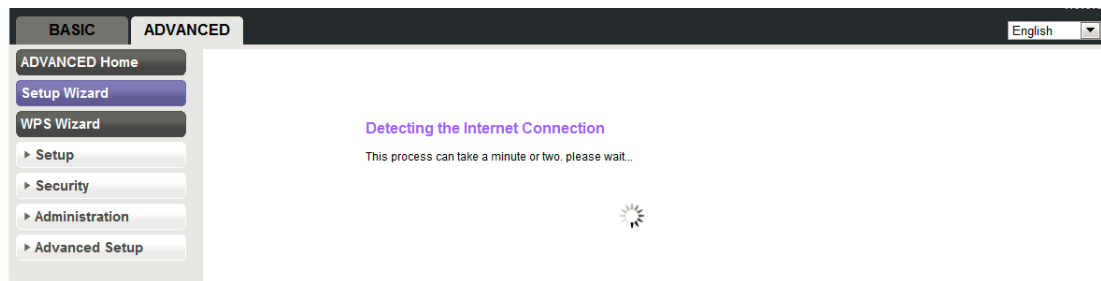 BASIC ADVANCED
English
ADVANCED Home
Setup Wizard
WPS Wizard
Setup
Security
Administration
Advanced Setup
Detecting the Internet Connection
This process can take a minute or two. please wait...